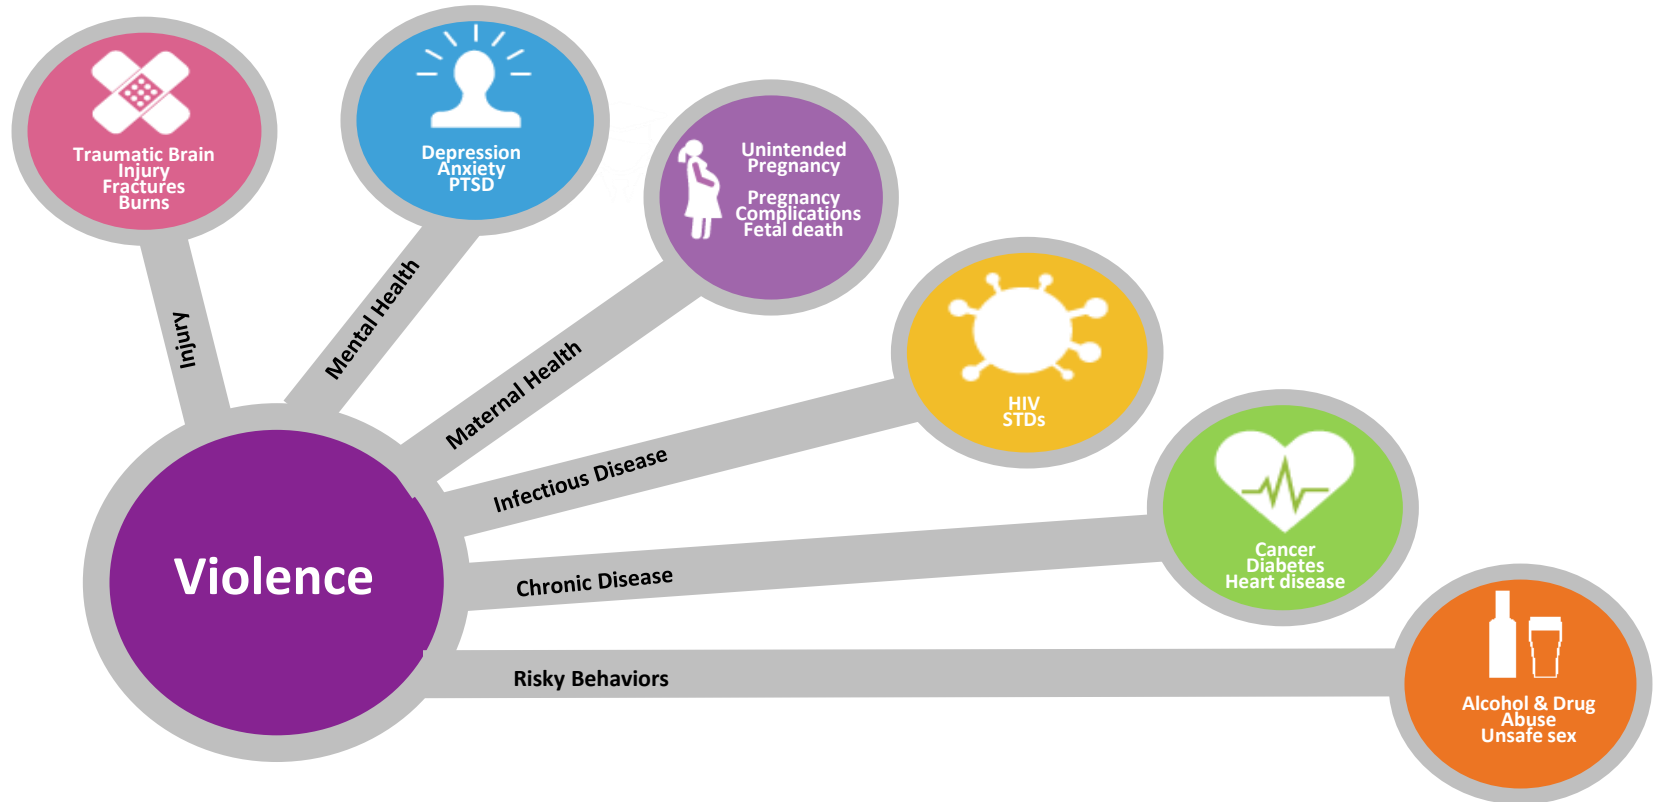 Traumatic Brain
Injury
Fractures
Burns
Depression
Anxiety
PTSD
Unintended
Pregnancy
Pregnancy
Complications
Fetal death
HIV
STDs
Cancer
Diabetes
Heart disease
Alcohol & Drug
Abuse
Unsafe sex
Injury
Mental Health
Maternal Health
Infectious Disease
Chronic Disease
Risky Behaviors
Violence